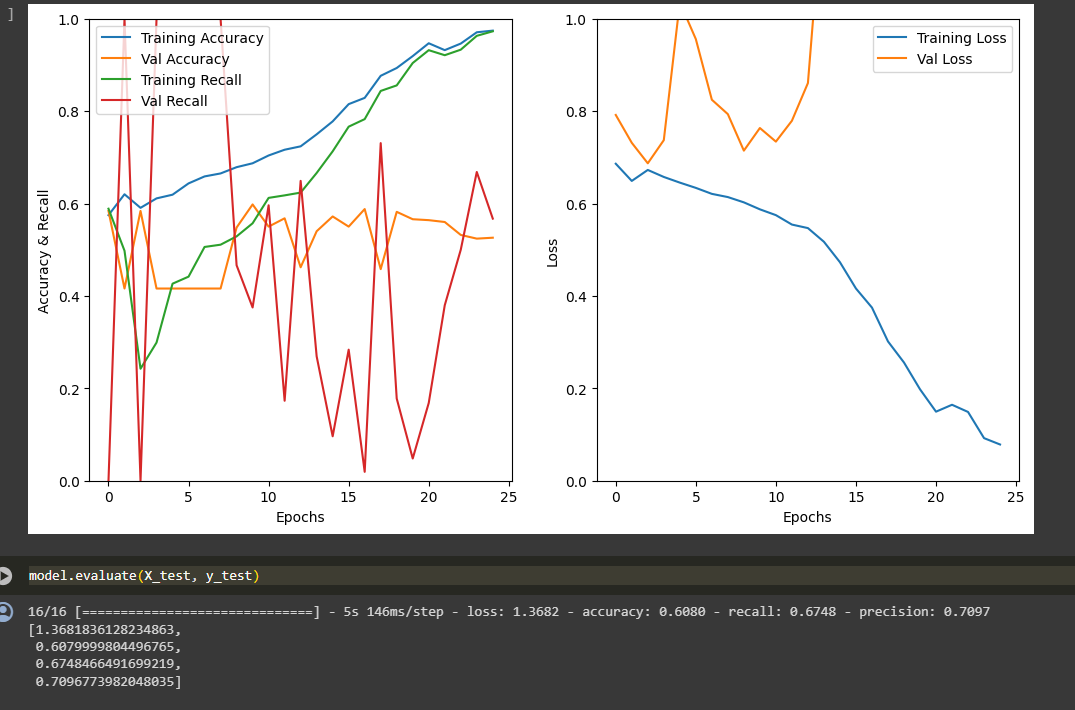 ]
1.0
0.8
0.6
0.4
0.2
0.0
Accuracy & Recall
Training Accuracy
Val Accuracy
Training Recall
Val Recall
0 5 10 15 20 25
Epochs
1.0
0.8
0.6
0.4
0.2
0.0
Loss
Training Loss
Val Loss
0 5 10 15 20 25
Epochs
model.evaluate(X_test, y_test)
16/16 [==============================] - 5s 146ms/step - loss: 1.3682 - accuracy: 0.6080 - recall: 0.6748 - precision: 0.7097
[1.3681836128234863,
0.6079999804496765,
0.6748466491699219,
0.7096773982048035]